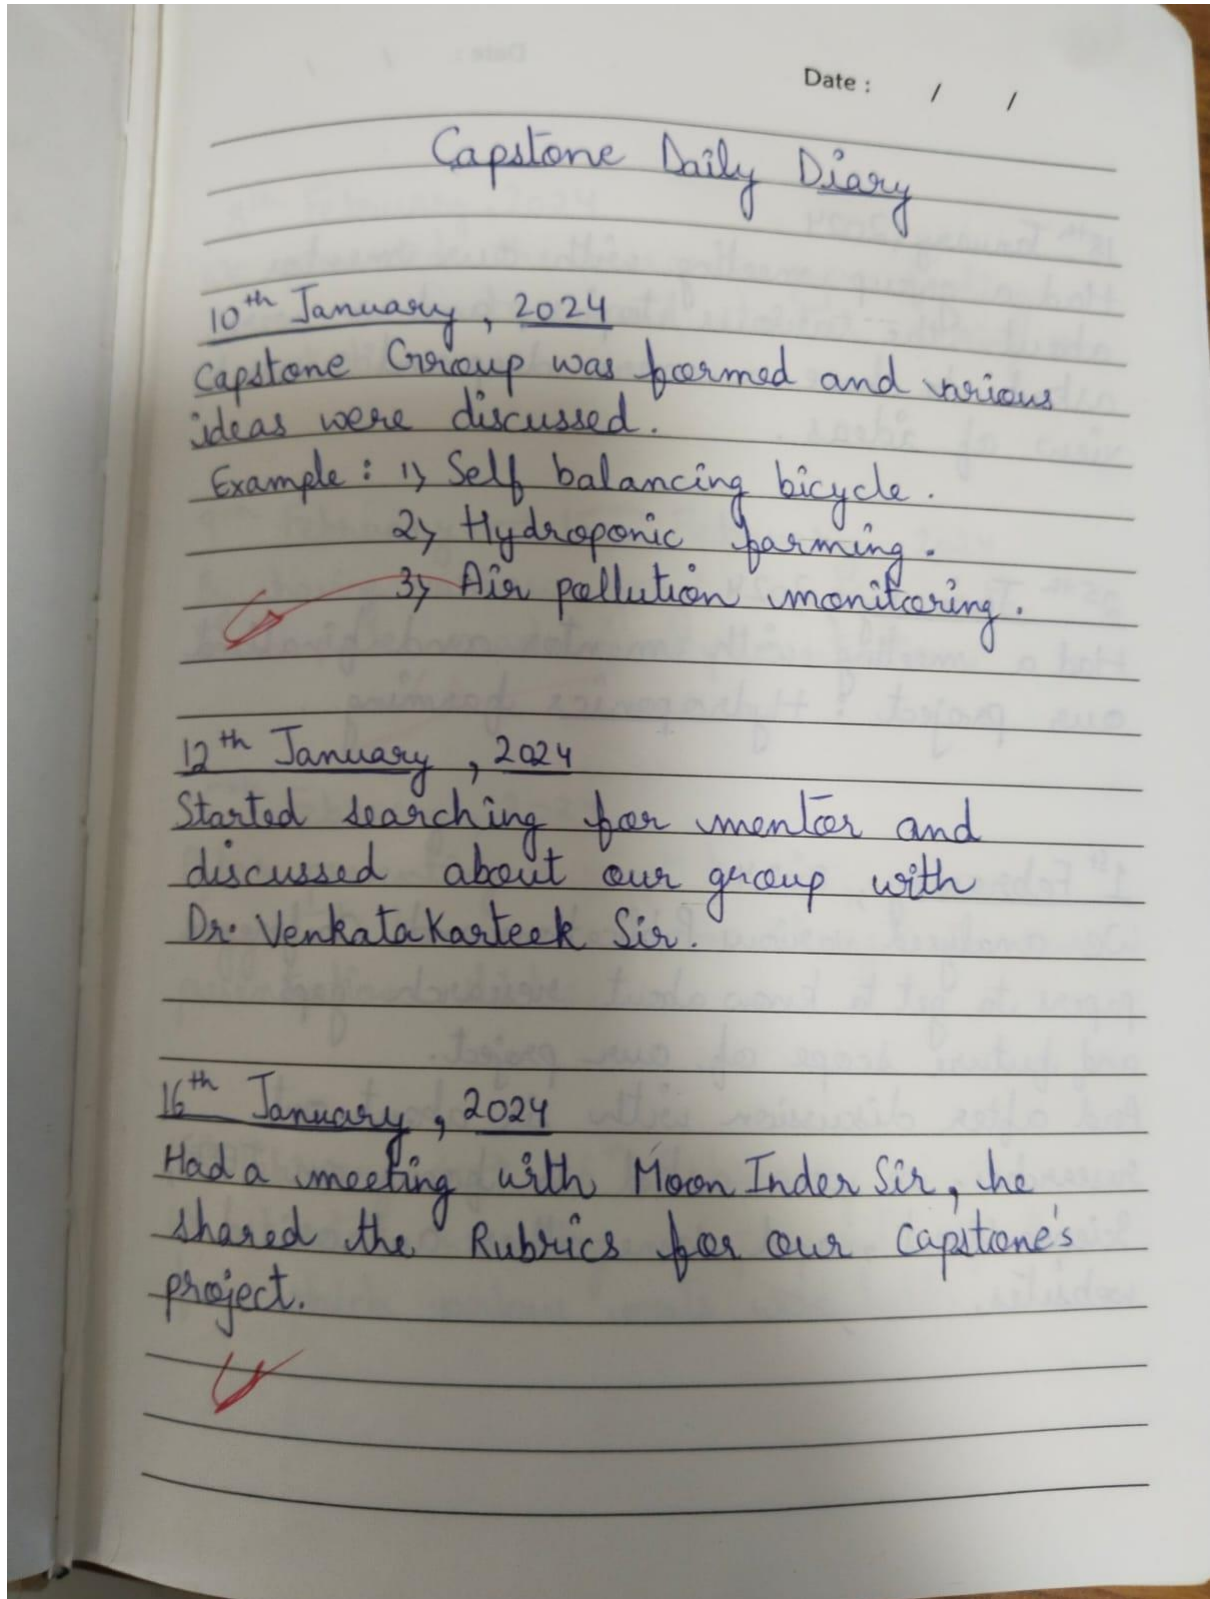 Date : / /
Capstone Daily Diary
10th January, 2024
Capstone Group was formed and various
ideas were discussed.
Example : 1) Self balancing bicycle.
2) Hydroponic farming.
3) Air pollution monitoring.
12th January, 2024
Started searching for mentor and
discussed about our group with
Dr. Venkata Karteek Sir.
16th January, 2024
Had a meeting with Moon Inder Sir, he
shared the Rubrics for our Capstone's
project.